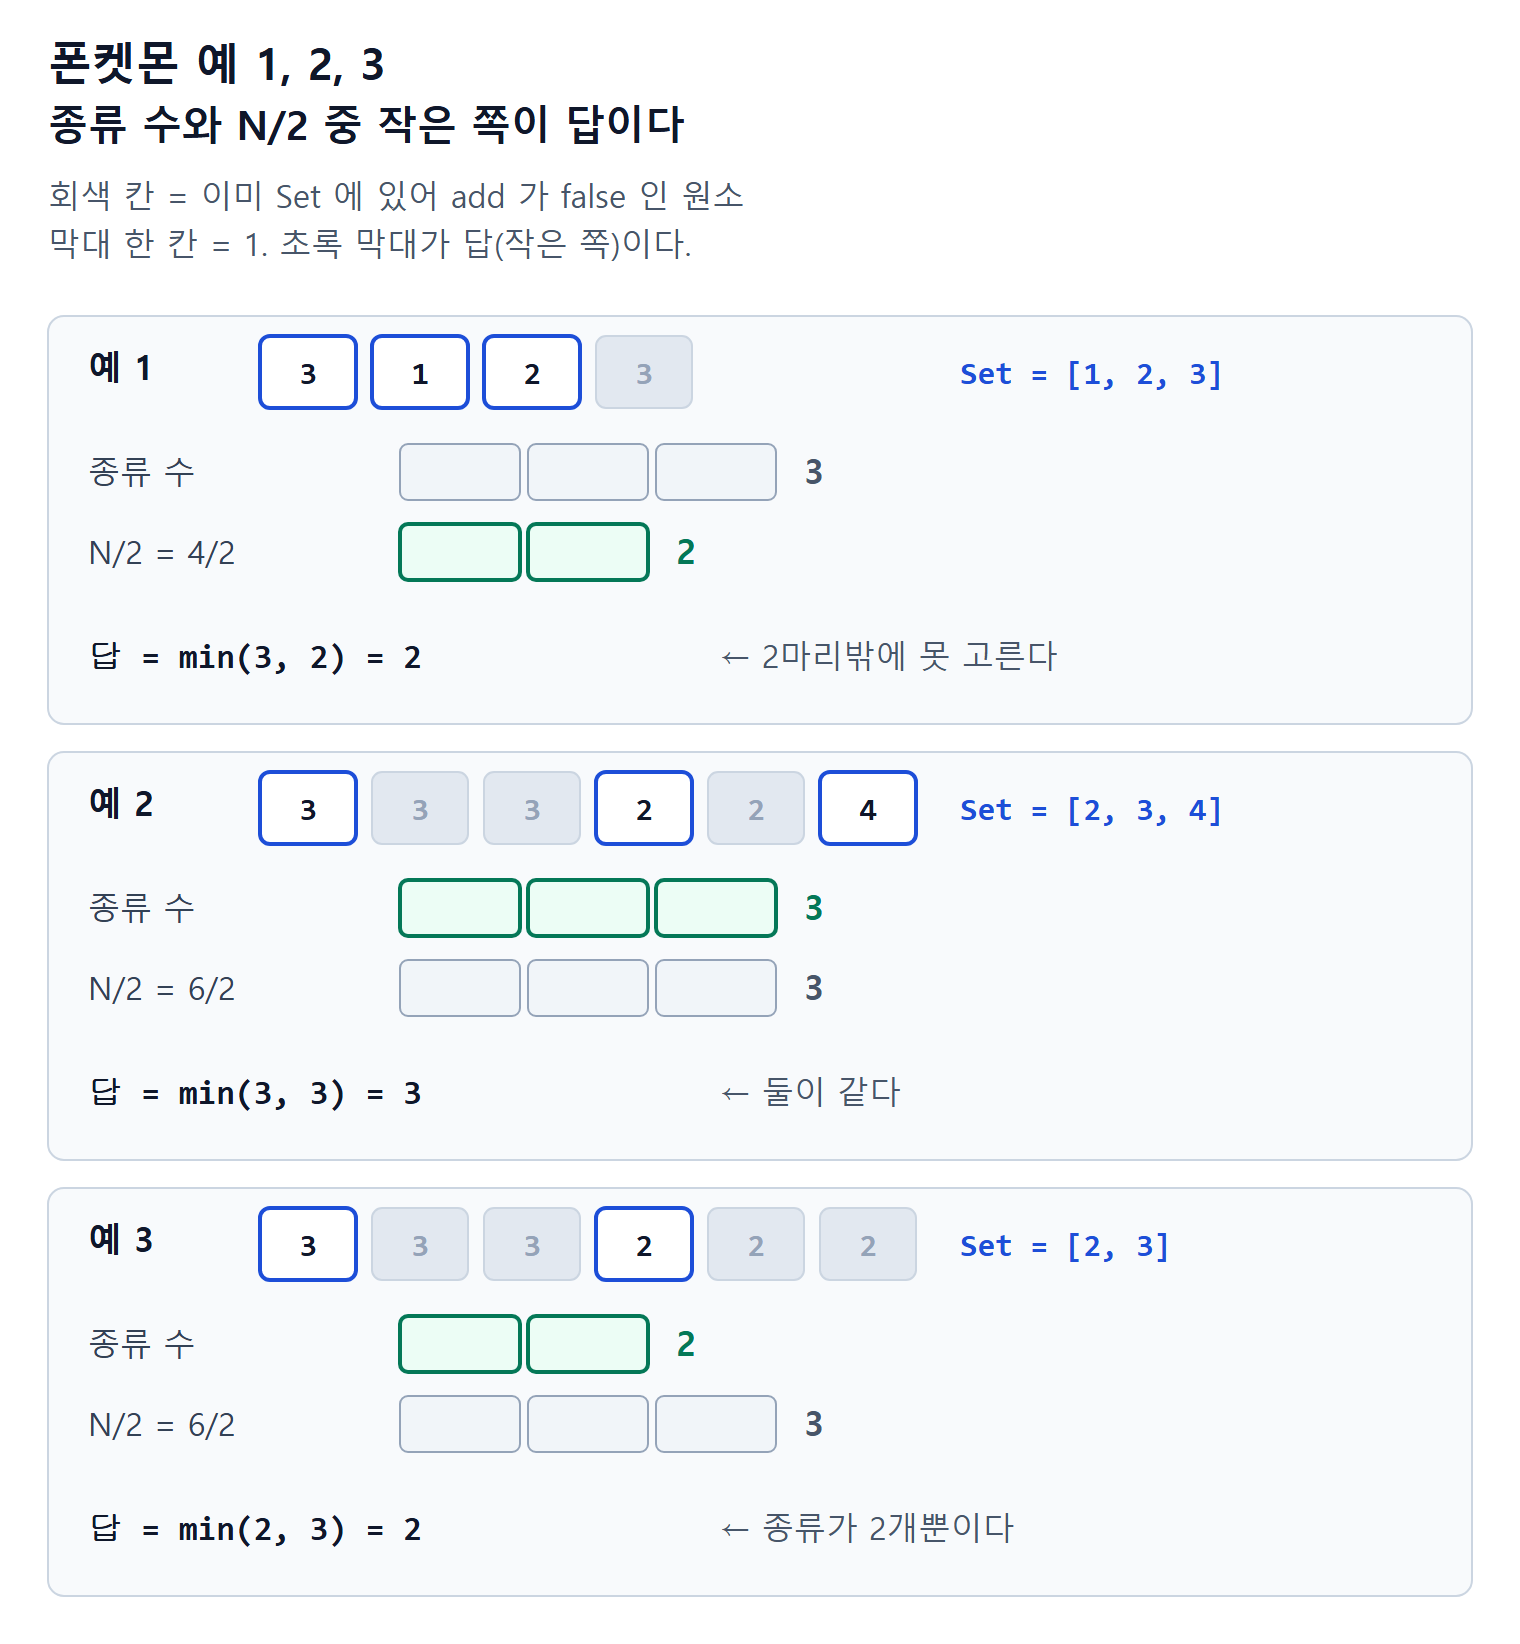 폰켓몬 예 1, 2, 3
종류 수와 N/2 중 작은 쪽이 답이다
회색 칸 = 이미 Set 에 있어 add 가 false 인 원소
막대 한 칸 = 1. 초록 막대가 답(작은 쪽)이다.
예 1 3 1 2 3 Set = [1, 2, 3]
종류 수 3
N/2 = 4/2 2
답 = min(3, 2) = 2 ← 2마리밖에 못 고른다
예 2 3 3 3 2 2 4 Set = [2, 3, 4]
종류 수 3
N/2 = 6/2 3
답 = min(3, 3) = 3 ← 둘이 같다
예 3 3 3 3 2 2 2 Set = [2, 3]
종류 수 2
N/2 = 6/2 3
답 = min(2, 3) = 2 ← 종류가 2개뿐이다